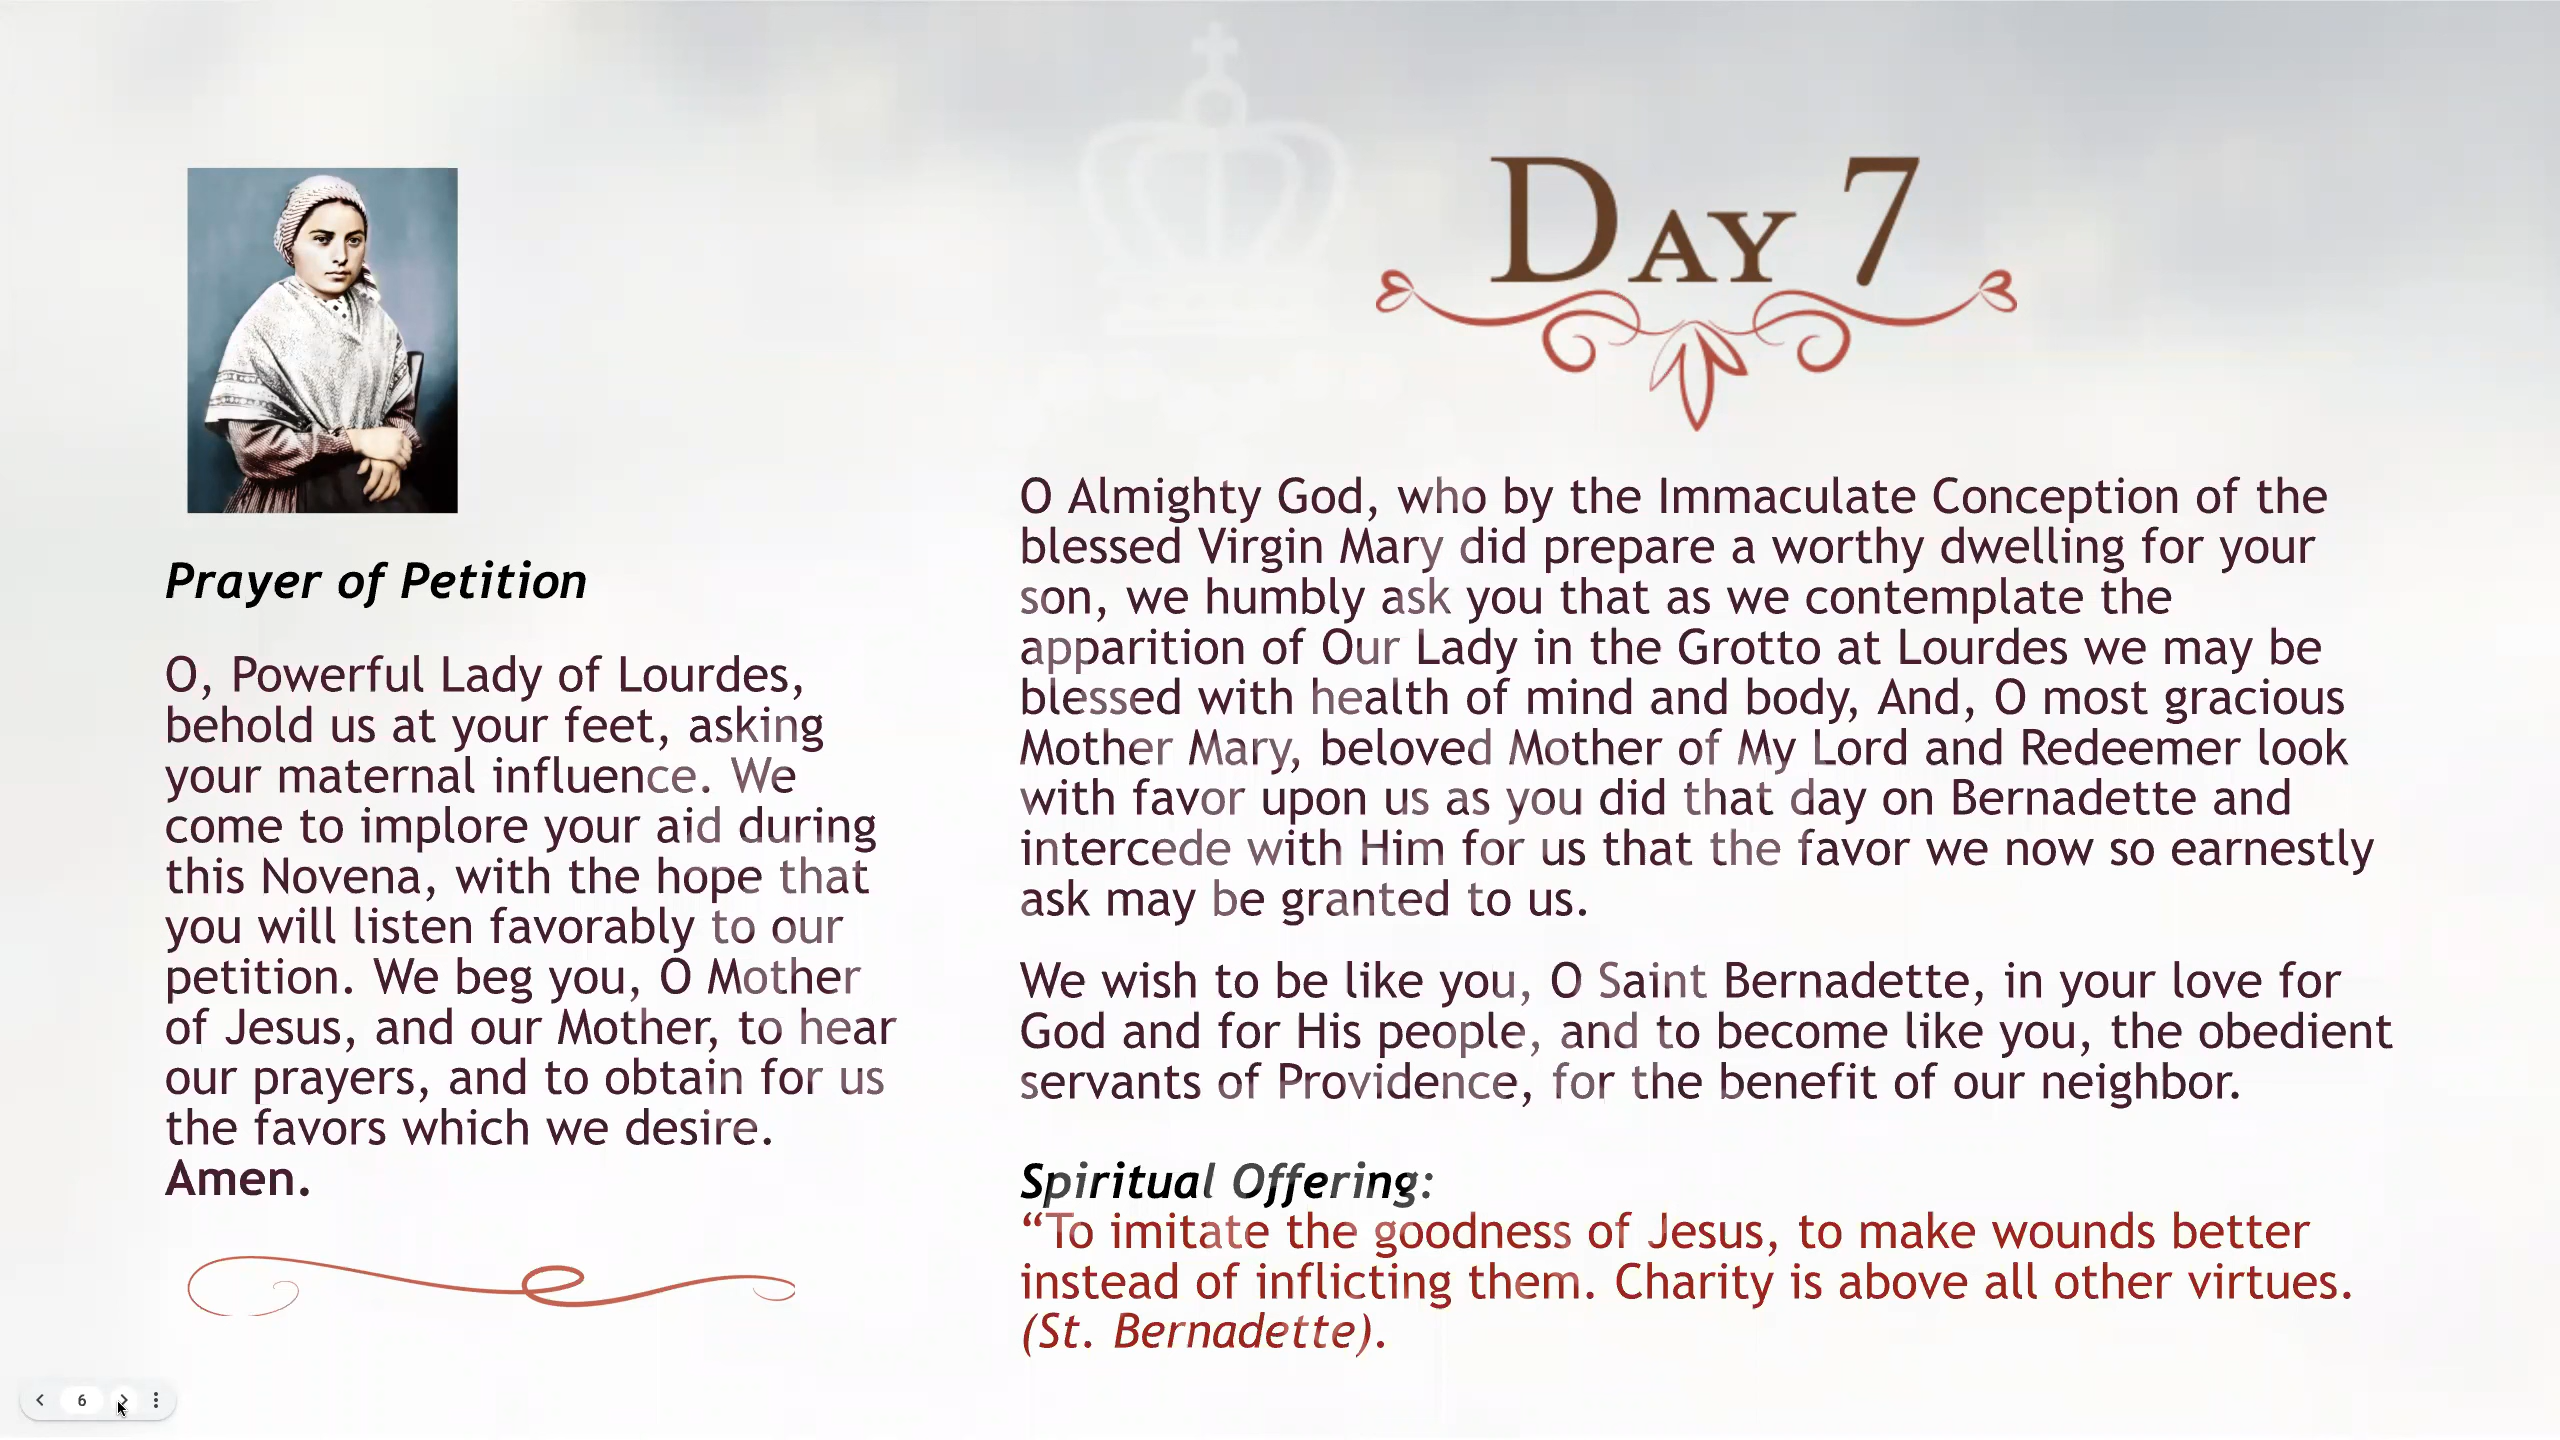 Day 7
Prayer of Petition
O, Powerful Lady of Lourdes,
behold us at your feet, asking
your maternal influence. We
come to implore your aid during
this Novena, with the hope that
you will listen favorably to our
petition. We beg you, O Mother
of Jesus, and our Mother, to hear
our prayers, and to obtain for us
the favors which we desire.
Amen.
O Almighty God, who by the Immaculate Conception of the
blessed Virgin Mary did prepare a worthy dwelling for your
son, we humbly ask you that as we contemplate the
apparition of Our Lady in the Grotto at Lourdes we may be
blessed with health of mind and body, And, O most gracious
Mother Mary, beloved Mother of My Lord and Redeemer look
with favor upon us as you did that day on Bernadette and
intercede with Him for us that the favor we now so earnestly
ask may be granted to us.
We wish to be like you, O Saint Bernadette, in your love for
God and for His people, and to become like you, the obedient
servants of Providence, for the benefit of our neighbor.
Spiritual Offering:
“To imitate the goodness of Jesus, to make wounds better
instead of inflicting them. Charity is above all other virtues.
(St. Bernadette).
6